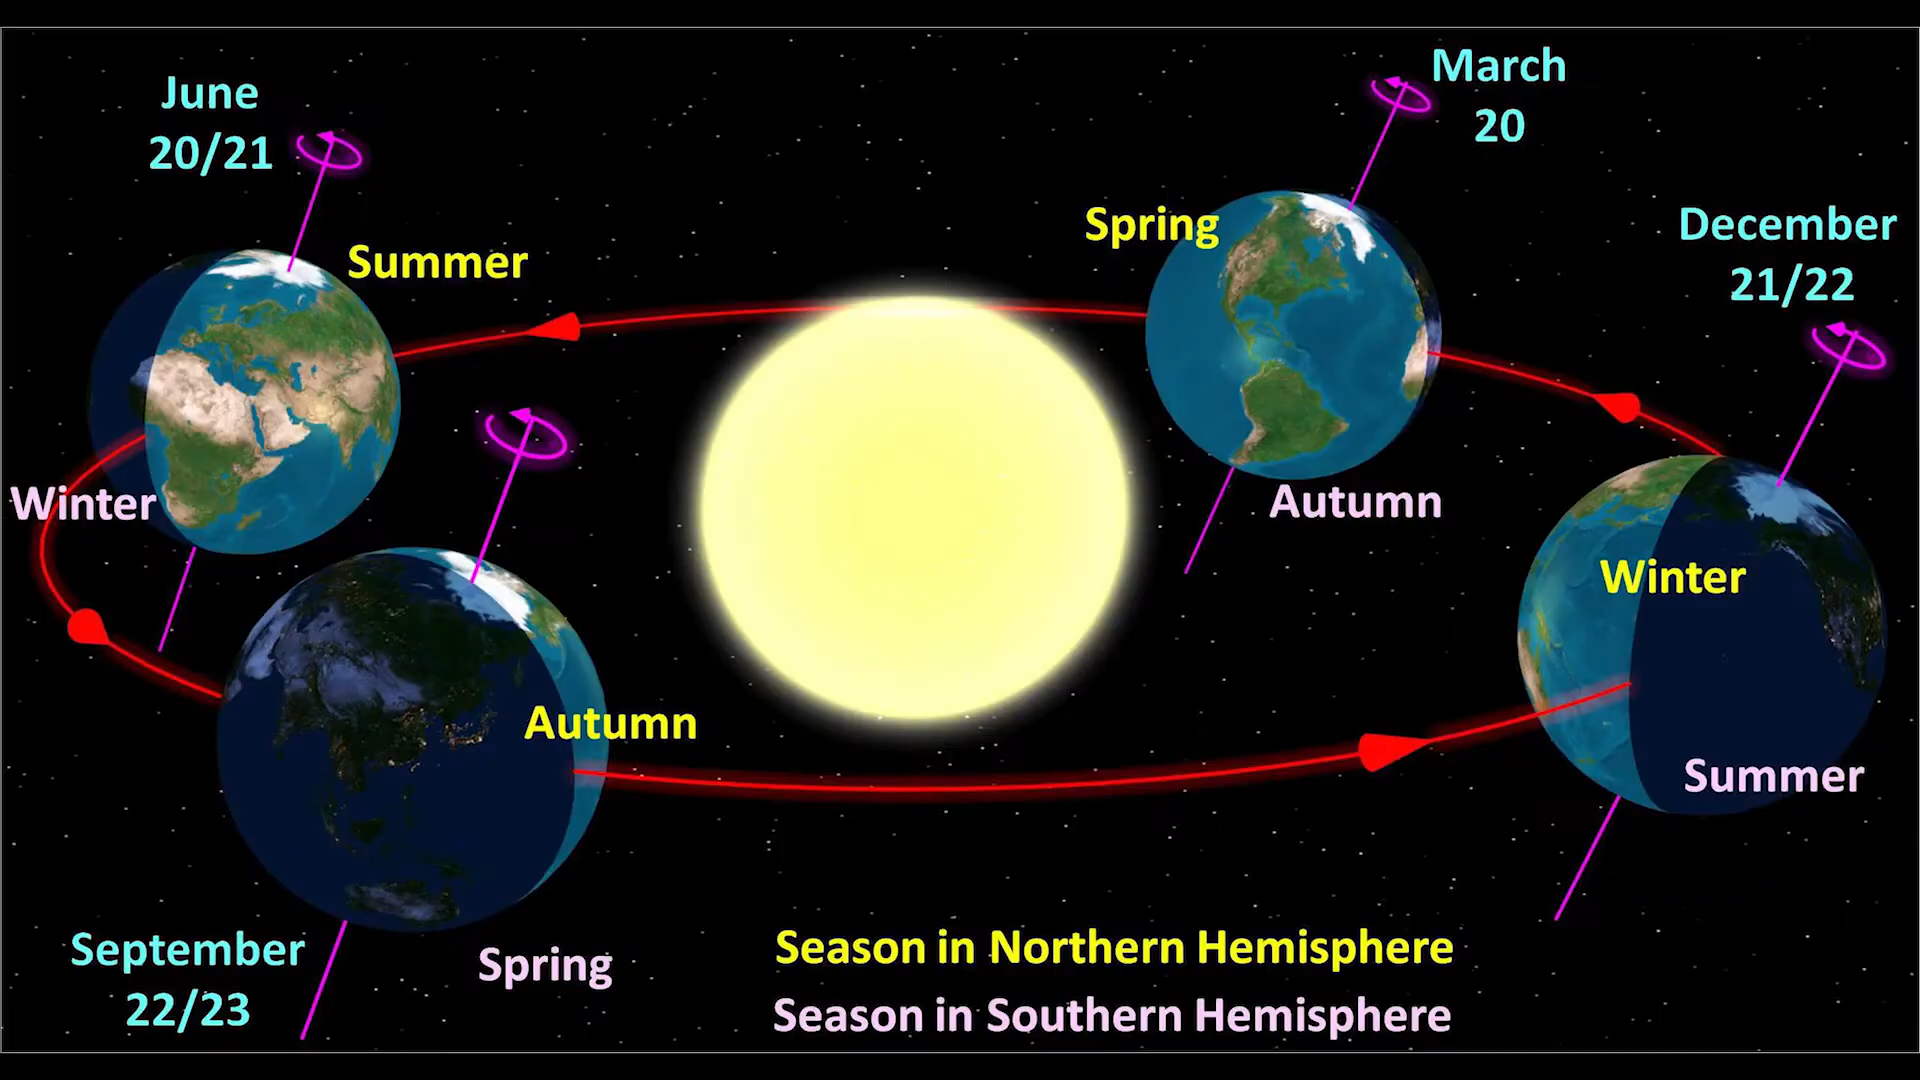 June
20/21
Summer
Winter
March
20
Spring
Autumn
December
21/22
Winter
Summer
Autumn
September
22/23
Spring
Season in Northern Hemisphere
Season in Southern Hemisphere